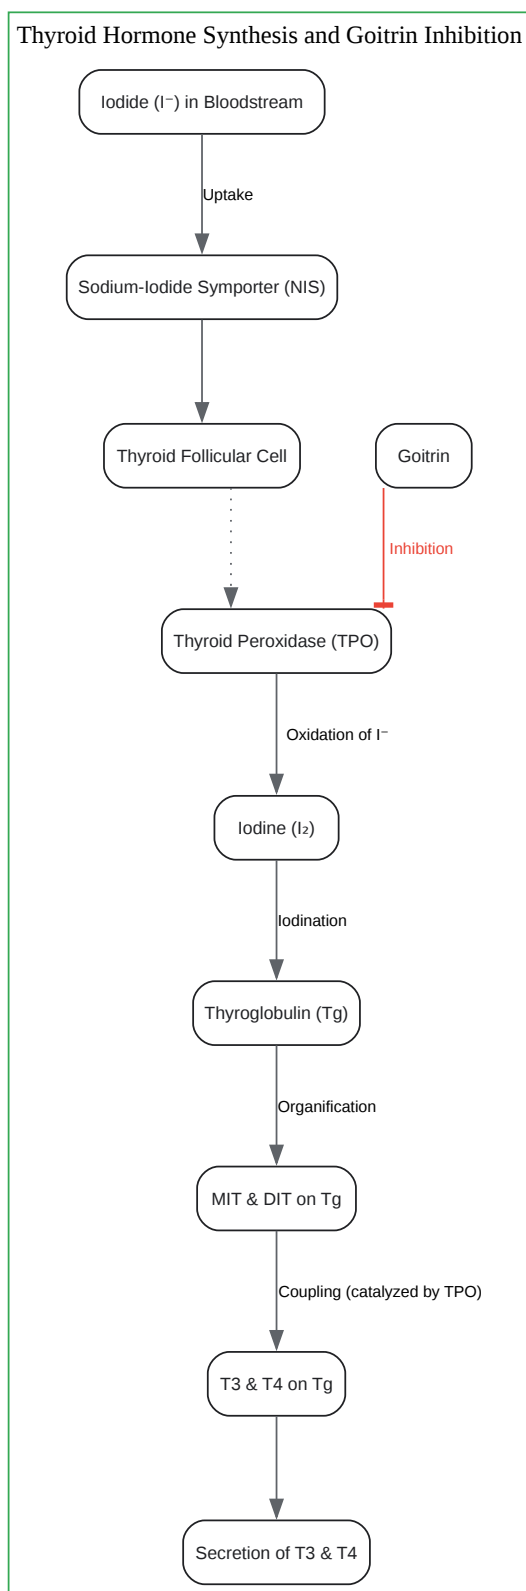 Thyroid Hormone Synthesis and Goitrin Inhibition
Iodide (I⁻) in Bloodstream
Uptake
Sodium-Iodide Symporter (NIS)
Thyroid Follicular Cell
Goitrin
Inhibition
Thyroid Peroxidase (TPO)
Oxidation of I⁻
Iodine (I₂)
Iodination
Thyroglobulin (Tg)
Organification
MIT & DIT on Tg
Coupling (catalyzed by TPO)
T3 & T4 on Tg
Secretion of T3 & T4